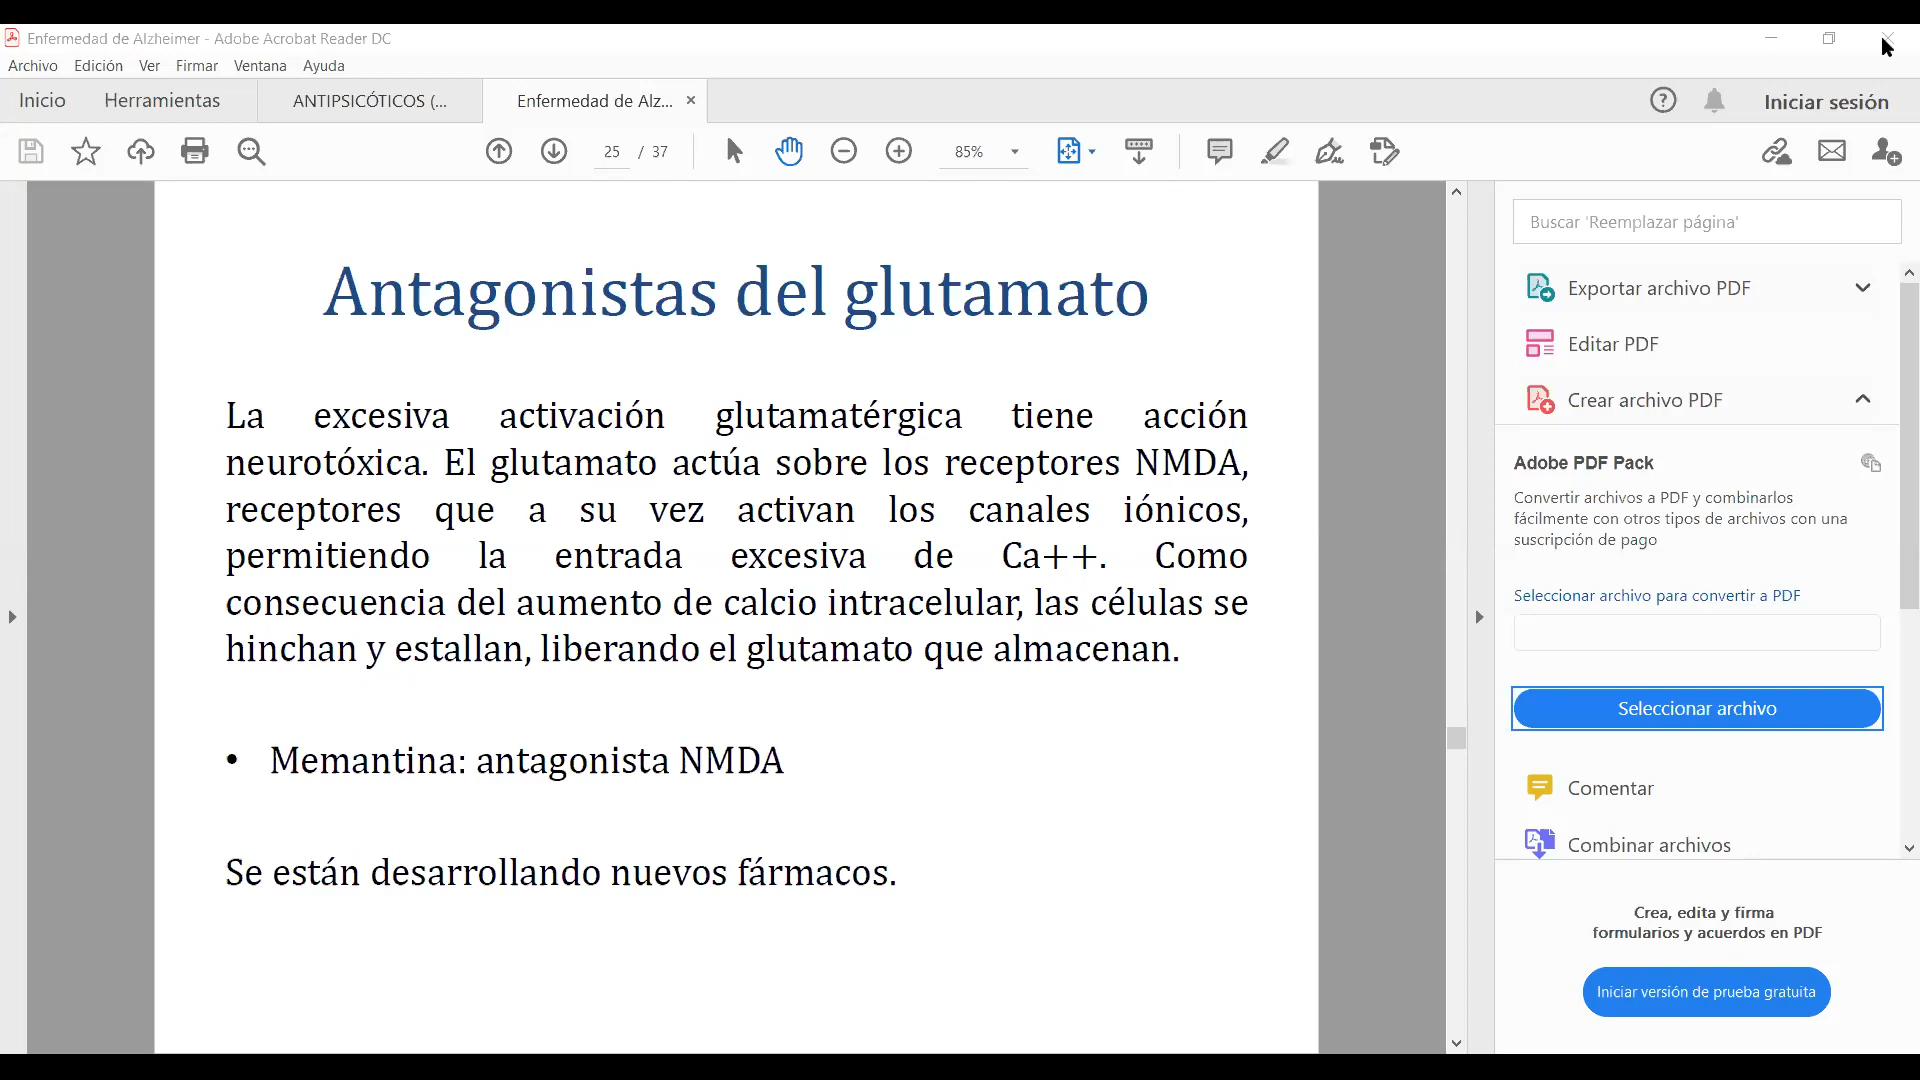 Enfermedad de Alzheimer - Adobe Acrobat Reader DC
Archivo Edición Ver Firmar Ventana Ayuda
Inicio Herramientas ANTIPSICÓTICOS (... Enfermedad de Alz... Iniciar sesión
25 / 37 85%
Antagonistas del glutamato
La excesiva activación glutamatérgica tiene acción
neurotóxica. El glutamato actúa sobre los receptores NMDA,
receptores que a su vez activan los canales iónicos,
permitiendo la entrada excesiva de Ca++. Como
consecuencia del aumento de calcio intracelular, las células se
hinchan y estallan, liberando el glutamato que almacenan.
• Memantina: antagonista NMDA
Se están desarrollando nuevos fármacos.
Buscar 'Reemplazar página'
Exportar archivo PDF
Editar PDF
Crear archivo PDF
Adobe PDF Pack
Convertir archivos a PDF y combinarlos
fácilmente con otros tipos de archivos con una
suscripción de pago
Seleccionar archivo para convertir a PDF
Seleccionar archivo
Comentar
Combinar archivos
Crea, edita y firma
formularios y acuerdos en PDF
Iniciar versión de prueba gratuita